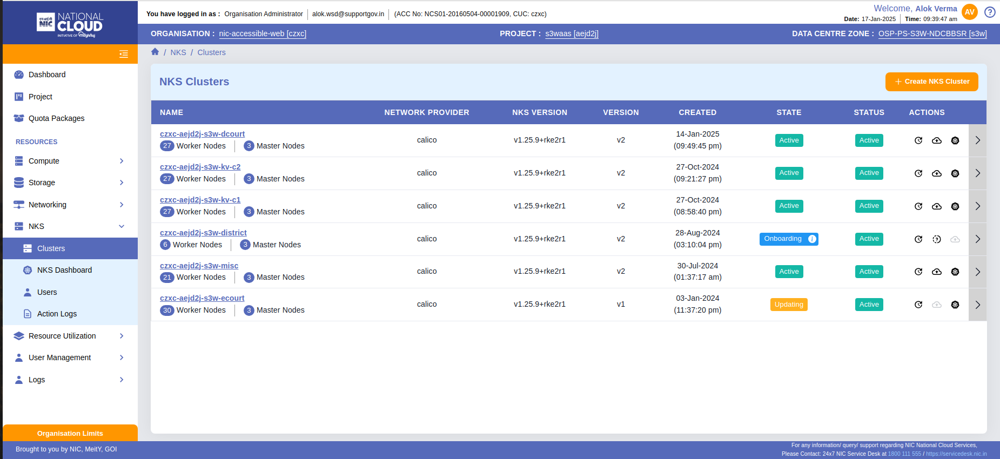 एन आई सी
NIC
NATIONAL
CLOUD
INITIATIVE OF मेघराज
You have logged in as : Organisation Administrator alok.wsd@supportgov.in (ACC No: NCS01-20160504-00001909, CUC: czxc)
Welcome, Alok Verma AV
Date: 17-Jan-2025 Time: 09:39:47 am
ORGANISATION : nic-accessible-web [czxc] PROJECT : s3waas [aejd2j] DATA CENTRE ZONE : OSP-PS-S3W-NDCBBSR [s3w]
Dashboard
Project
Quota Packages
RESOURCES
Compute
Storage
Networking
NKS
Clusters
NKS Dashboard
Users
Action Logs
Resource Utilization
User Management
Logs
Organisation Limits
/ NKS / Clusters
NKS Clusters
+ Create NKS Cluster
NAME NETWORK PROVIDER NKS VERSION VERSION CREATED STATE STATUS ACTIONS
czxc-aejd2j-s3w-dcourt
27 Worker Nodes 3 Master Nodes calico v1.25.9+rke2r1 v2 14-Jan-2025 (09:49:45 pm) Active Active
czxc-aejd2j-s3w-kv-c2
27 Worker Nodes 3 Master Nodes calico v1.25.9+rke2r1 v2 27-Oct-2024 (09:21:27 pm) Active Active
czxc-aejd2j-s3w-kv-c1
27 Worker Nodes 3 Master Nodes calico v1.25.9+rke2r1 v2 27-Oct-2024 (08:58:40 pm) Active Active
czxc-aejd2j-s3w-district
6 Worker Nodes 3 Master Nodes calico v1.25.9+rke2r1 v2 28-Aug-2024 (03:10:04 pm) Onboarding Active
czxc-aejd2j-s3w-misc
21 Worker Nodes 3 Master Nodes calico v1.25.9+rke2r1 v2 30-Jul-2024 (01:37:17 am) Active Active
czxc-aejd2j-s3w-ecourt
30 Worker Nodes 3 Master Nodes calico v1.25.9+rke2r1 v1 03-Jan-2024 (11:37:20 pm) Updating Active
Brought to you by NIC, MeitY, GOI
For any information/ query/ support regarding NIC National Cloud Services,
Please Contact: 24x7 NIC Service Desk at 1800 111 555 / https://servicedesk.nic.in